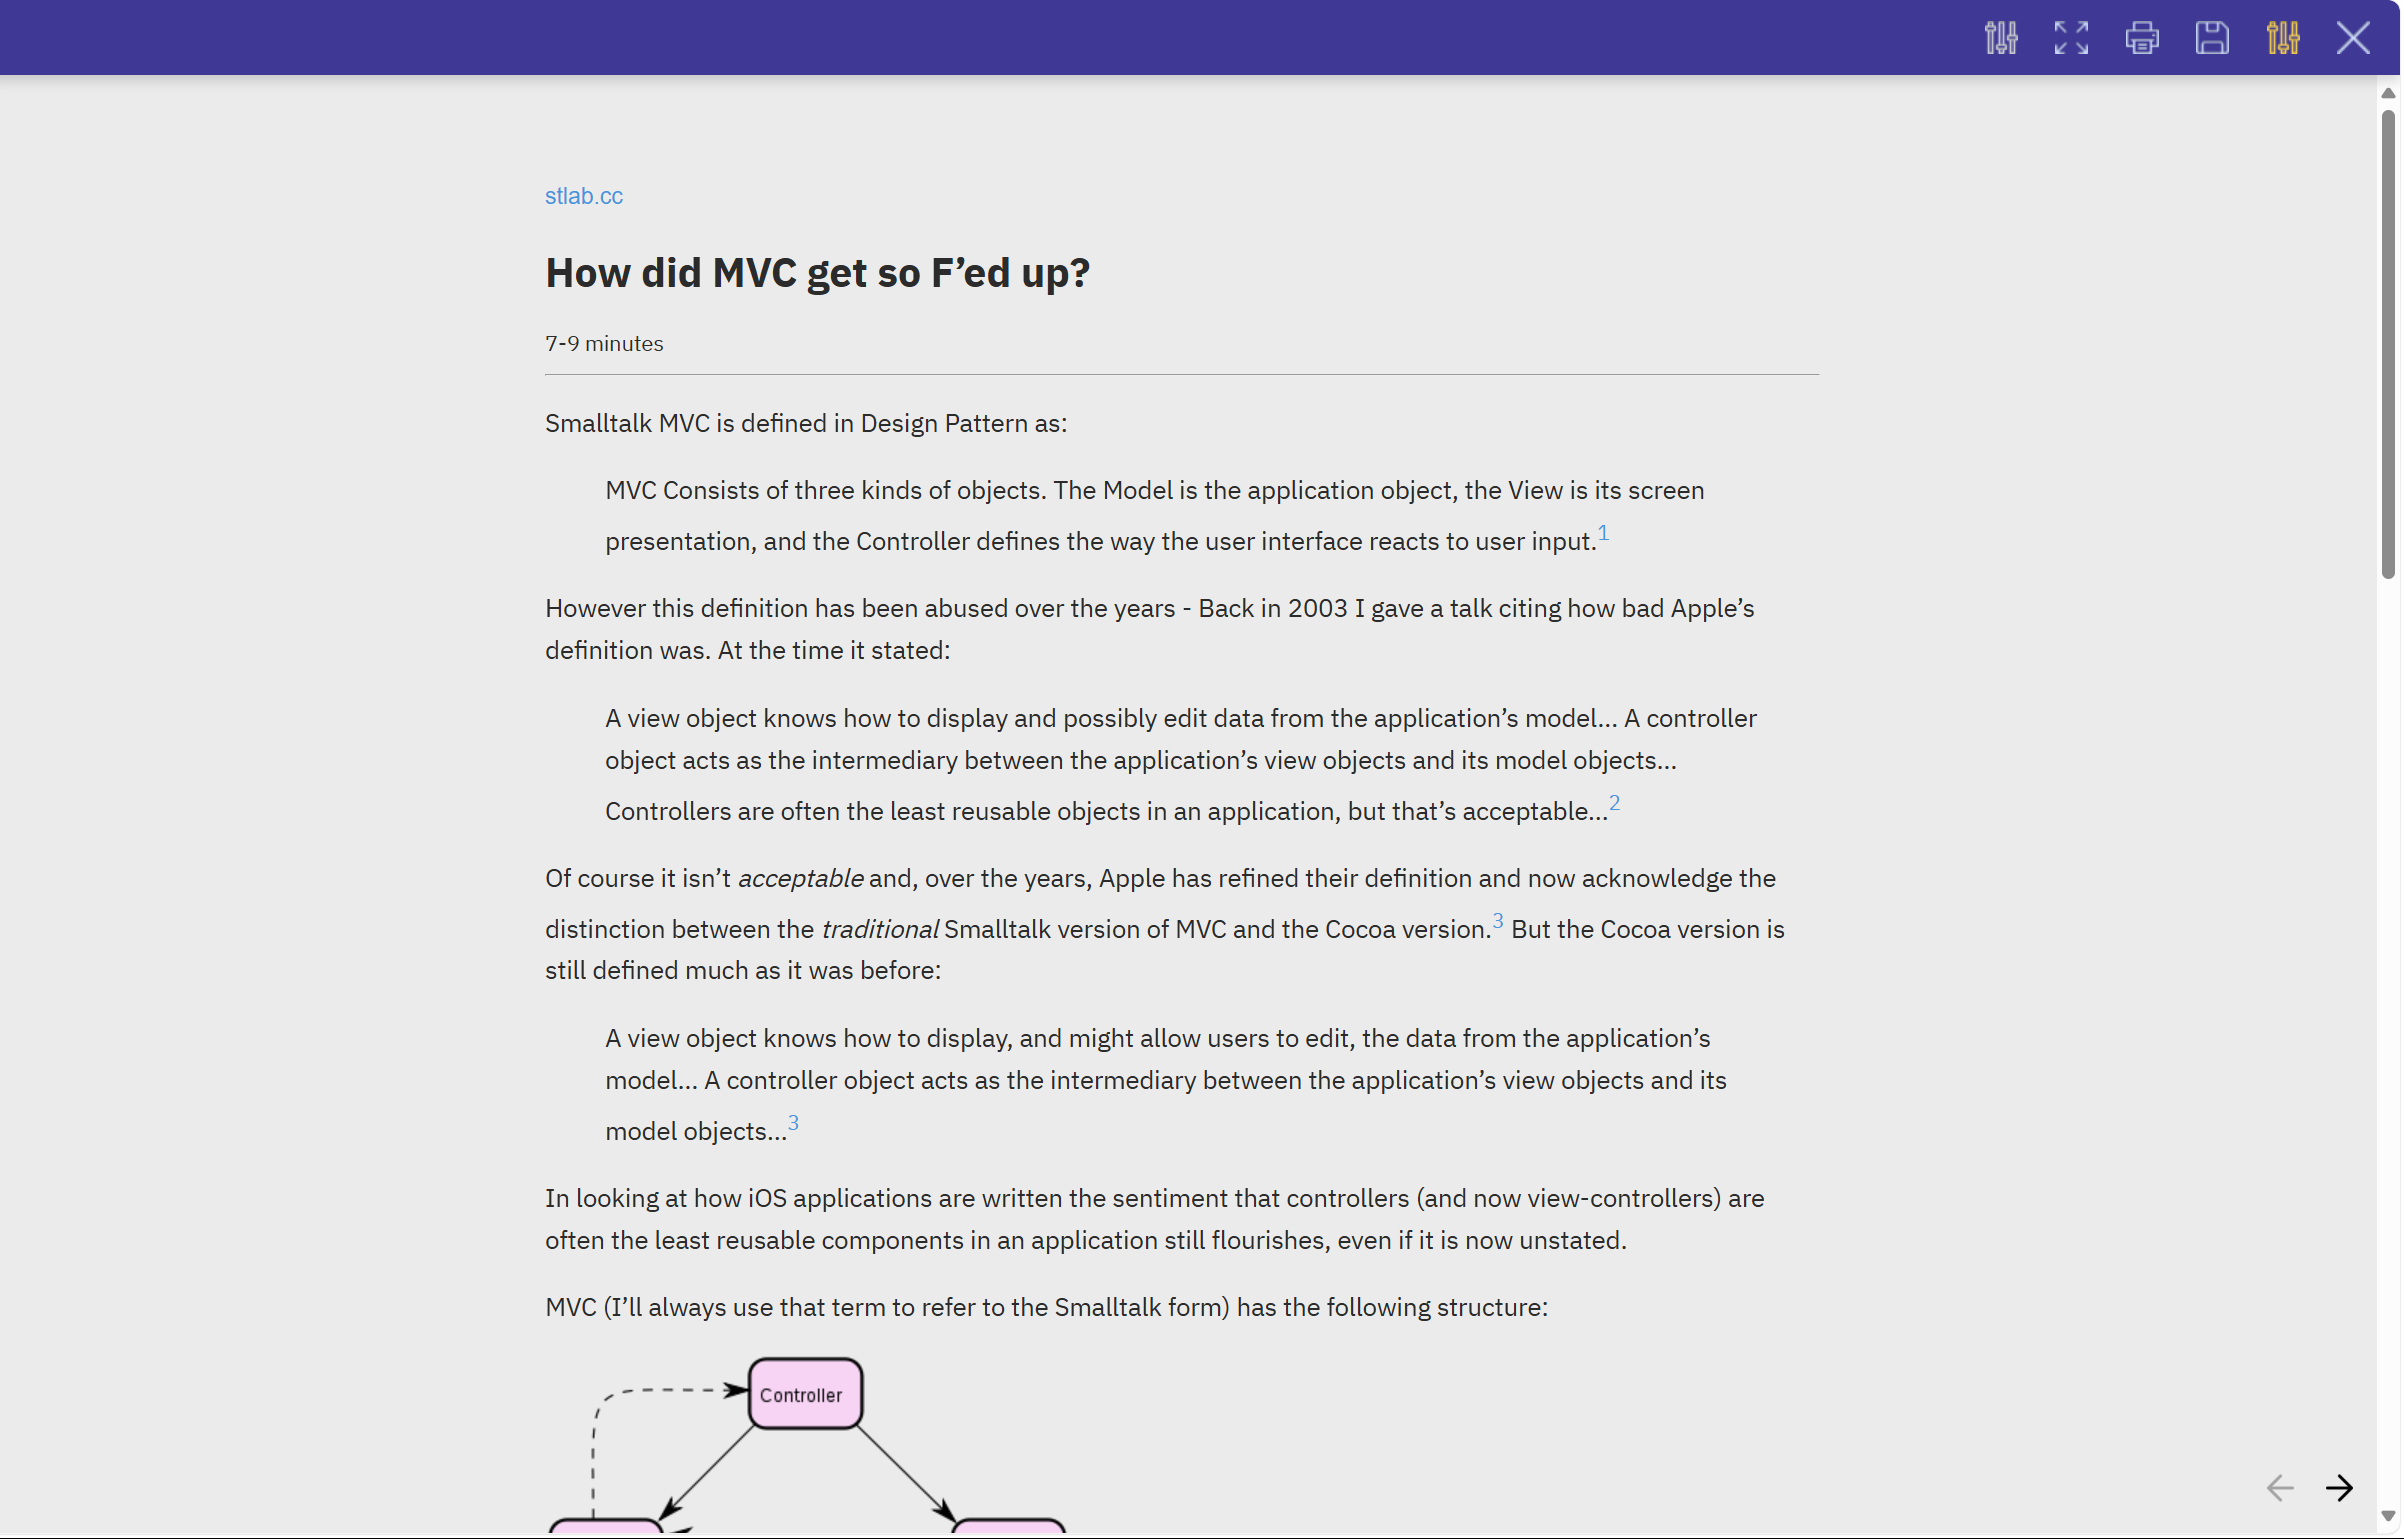 stlab.cc
How did MVC get so F’ed up?
7-9 minutes
Smalltalk MVC is defined in Design Pattern as:
MVC Consists of three kinds of objects. The Model is the application object, the View is its screen
presentation, and the Controller defines the way the user interface reacts to user input.1
However this definition has been abused over the years - Back in 2003 I gave a talk citing how bad Apple’s
definition was. At the time it stated:
A view object knows how to display and possibly edit data from the application’s model… A controller
object acts as the intermediary between the application’s view objects and its model objects…
Controllers are often the least reusable objects in an application, but that’s acceptable…2
Of course it isn’t acceptable and, over the years, Apple has refined their definition and now acknowledge the
distinction between the traditional Smalltalk version of MVC and the Cocoa version.3 But the Cocoa version is
still defined much as it was before:
A view object knows how to display, and might allow users to edit, the data from the application’s
model… A controller object acts as the intermediary between the application’s view objects and its
model objects…3
In looking at how iOS applications are written the sentiment that controllers (and now view-controllers) are
often the least reusable components in an application still flourishes, even if it is now unstated.
MVC (I’ll always use that term to refer to the Smalltalk form) has the following structure:
Controller